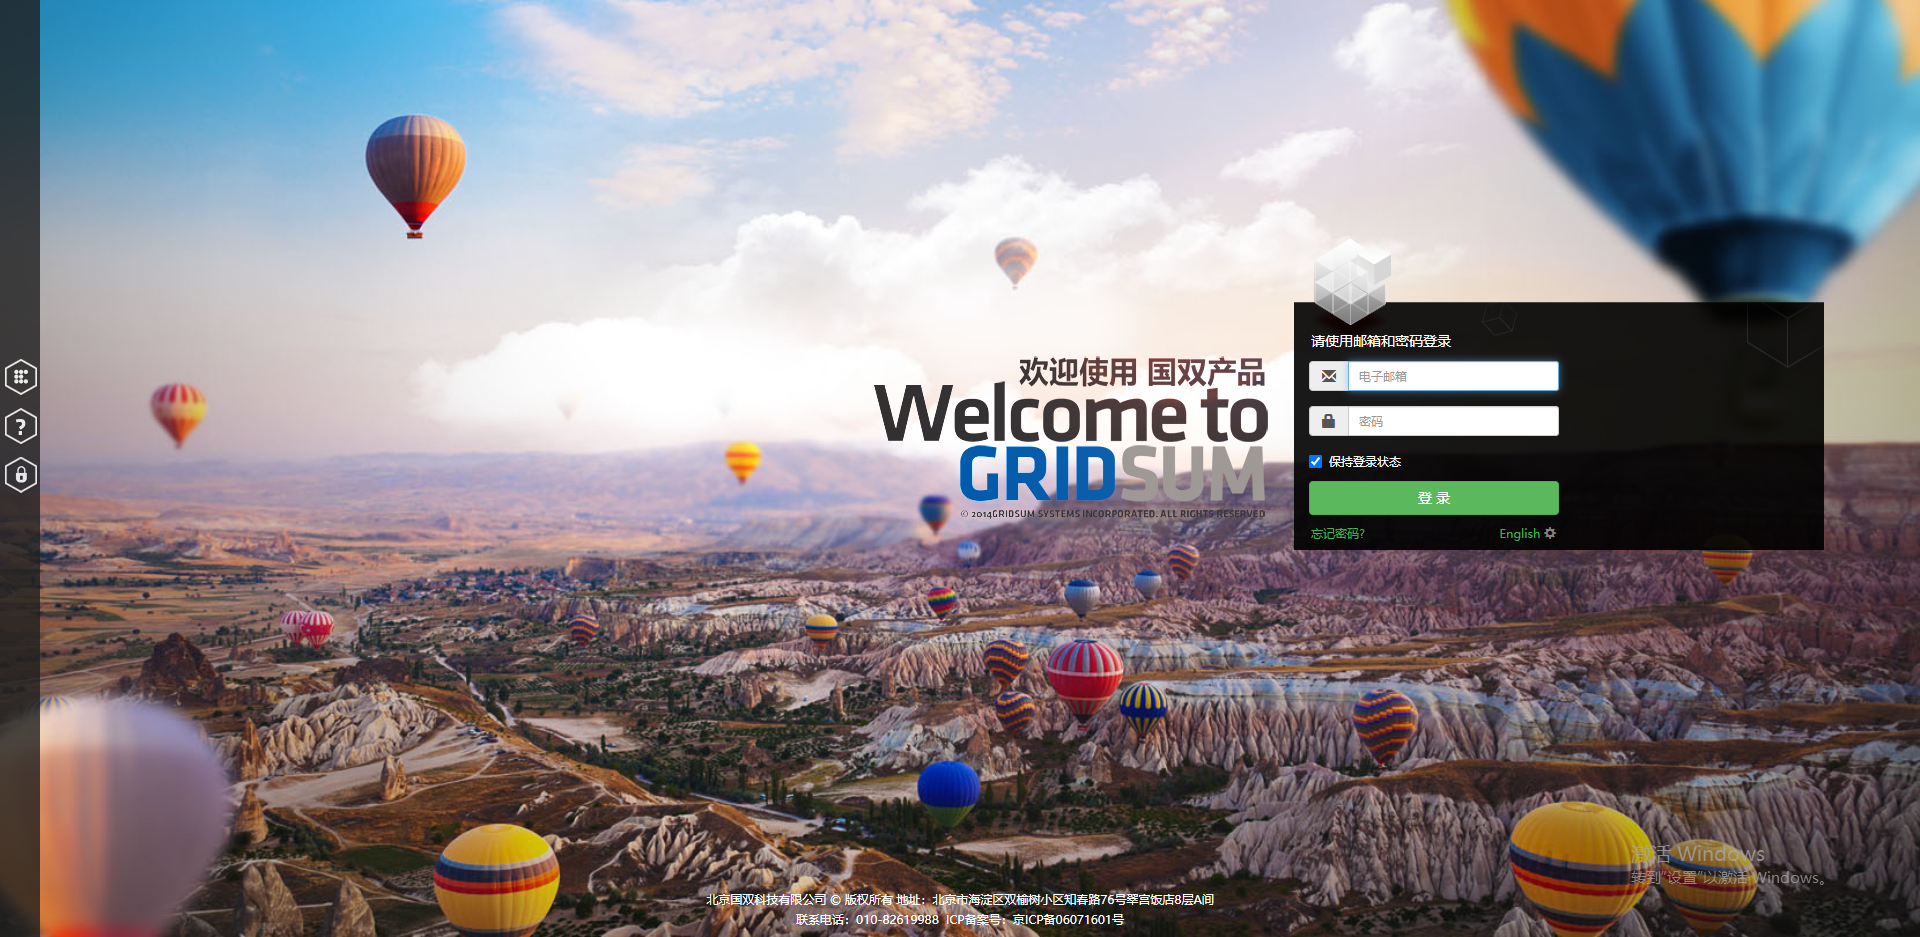 欢迎使用 国双产品
Welcome to
GRIDSUM
© 2014GRIDSUM SYSTEMS INCORPORATED. ALL RIGHTS RESERVED
请使用邮箱和密码登录
电子邮箱
密码
保持登录状态
登 录
忘记密码?
English
?
激活 Windows
转到"设置"以激活 Windows。
北京国双科技有限公司 © 版权所有 地址：北京市海淀区双榆树小区知春路76号翠宫饭店8层A间
联系电话：010-82619988 ICP备案号：京ICP备06071601号